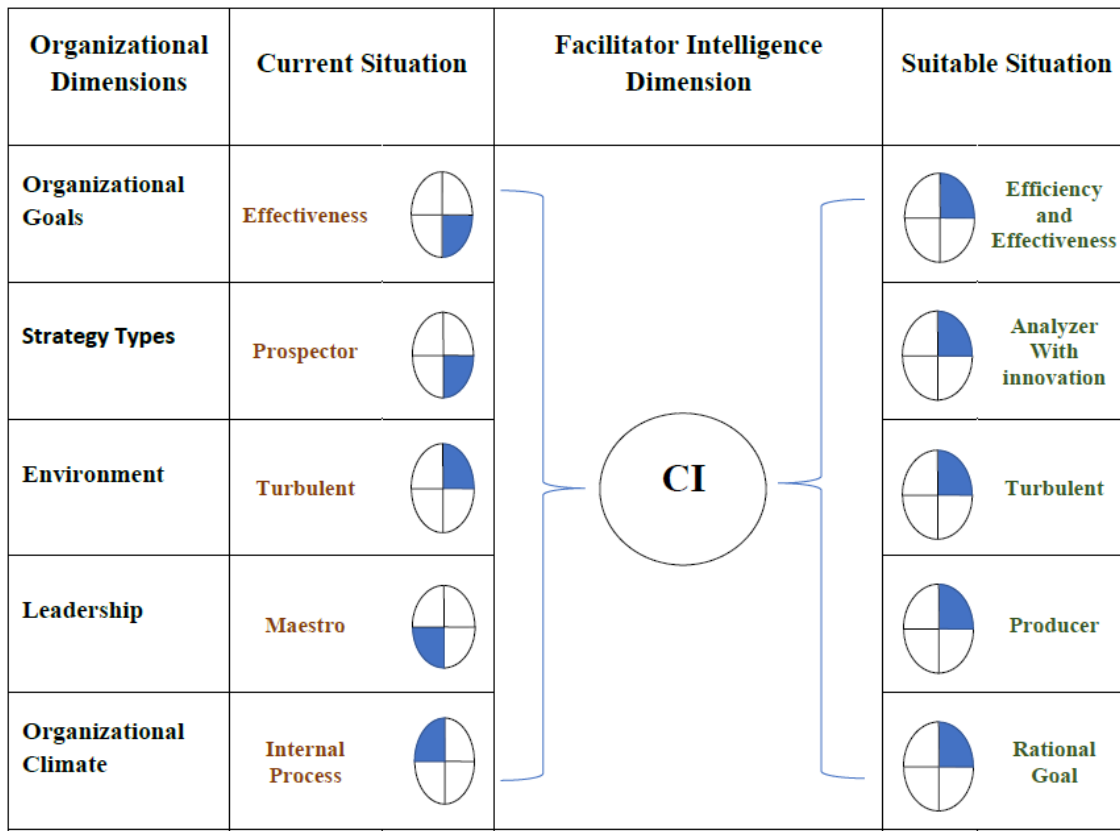 Organizational
Dimensions
Current Situation
Facilitator Intelligence
Dimension
Suitable Situation
Organizational
Goals
Effectiveness
Efficiency
and
Effectiveness
Strategy Types
Prospector
Analyzer
With
innovation
Environment
Turbulent
CI
Turbulent
Leadership
Maestro
Producer
Organizational
Climate
Internal
Process
Rational
Goal